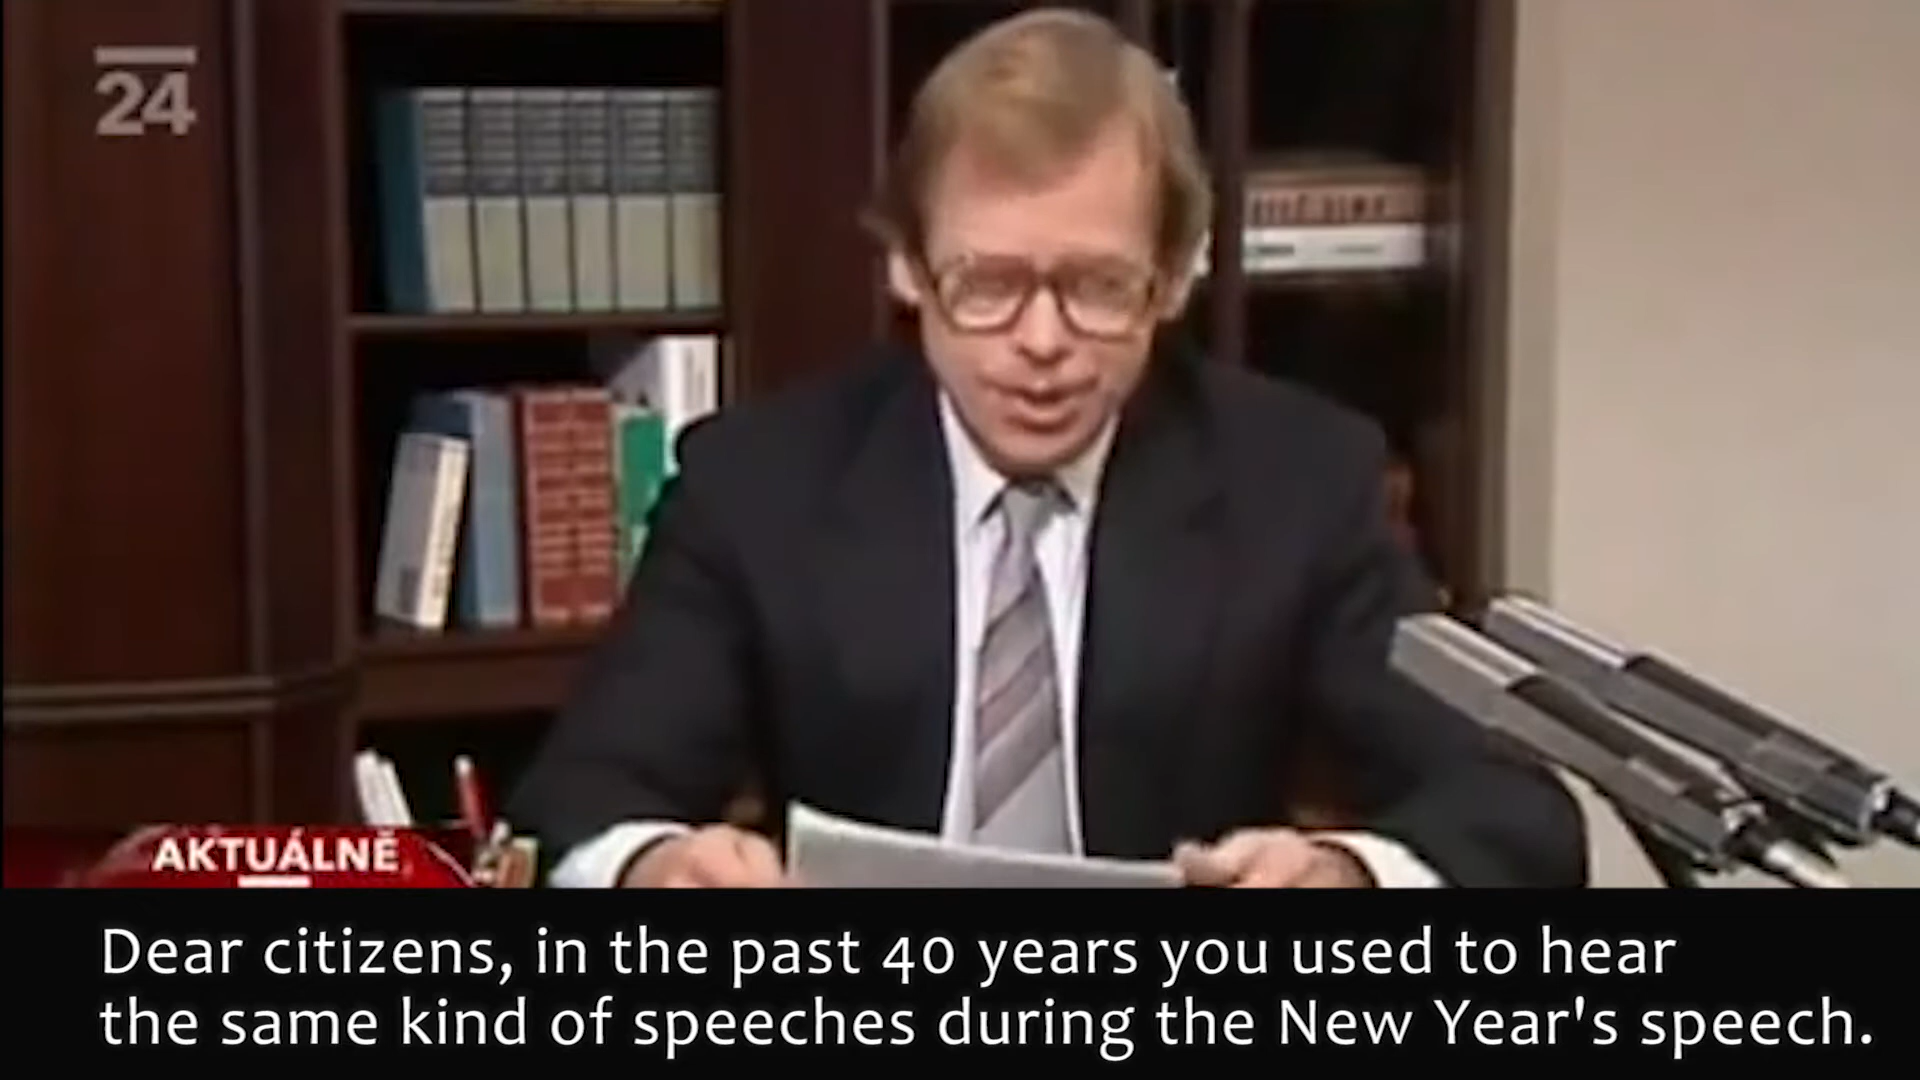 24
AKTUÁLNĚ
Dear citizens, in the past 40 years you used to hear
the same kind of speeches during the New Year's speech.